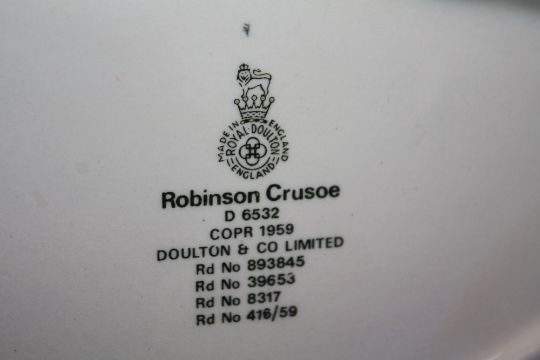 MADE IN ENGLAND
ROYAL·DOULTON
ENGLAND
Robinson Crusoe
D 6532
COPR 1959
DOULTON & CO LIMITED
Rd No 893845
Rd No 39653
Rd No 8317
Rd No 416/59